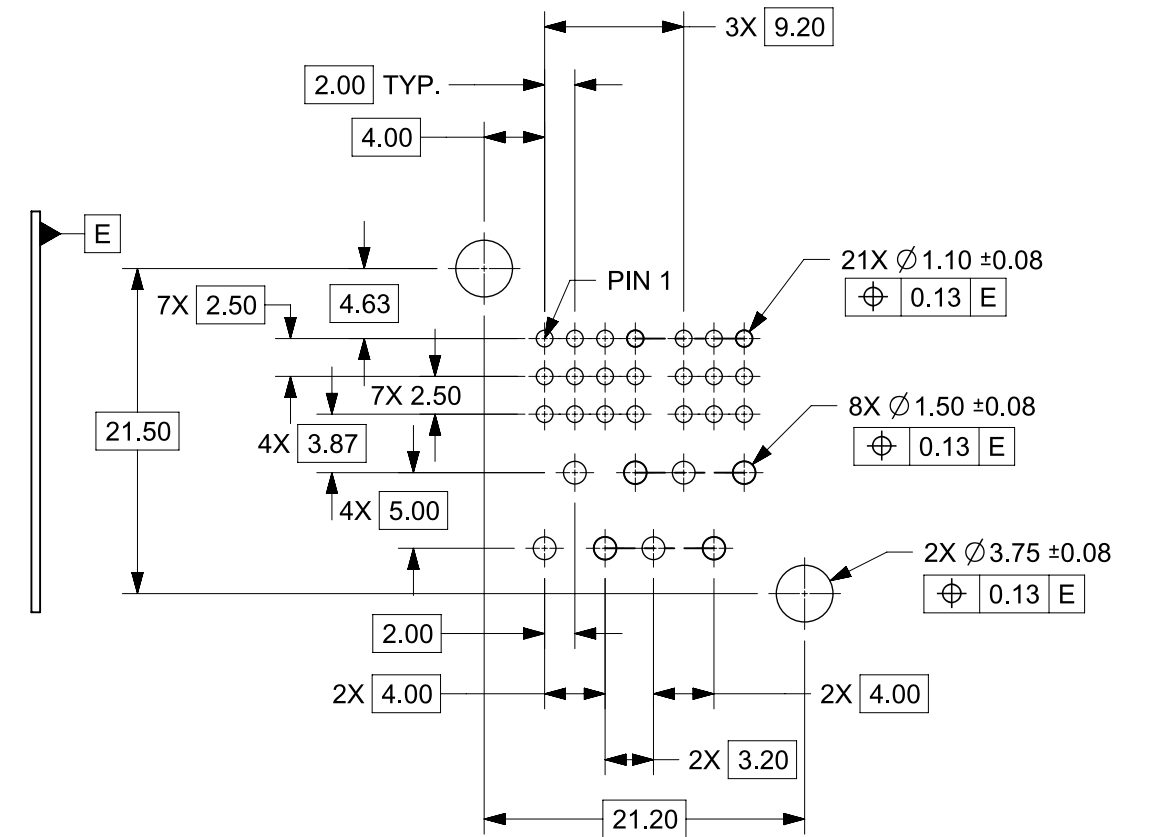 3X 9.20
2.00 TYP.
4.00
E
PIN 1
21X ∅1.10 ±0.08
⌖ 0.13 E
7X 2.50
4.63
7X 2.50
8X ∅1.50 ±0.08
⌖ 0.13 E
21.50
4X 3.87
4X 5.00
2X ∅3.75 ±0.08
⌖ 0.13 E
2.00
2X 4.00
2X 4.00
2X 3.20
21.20